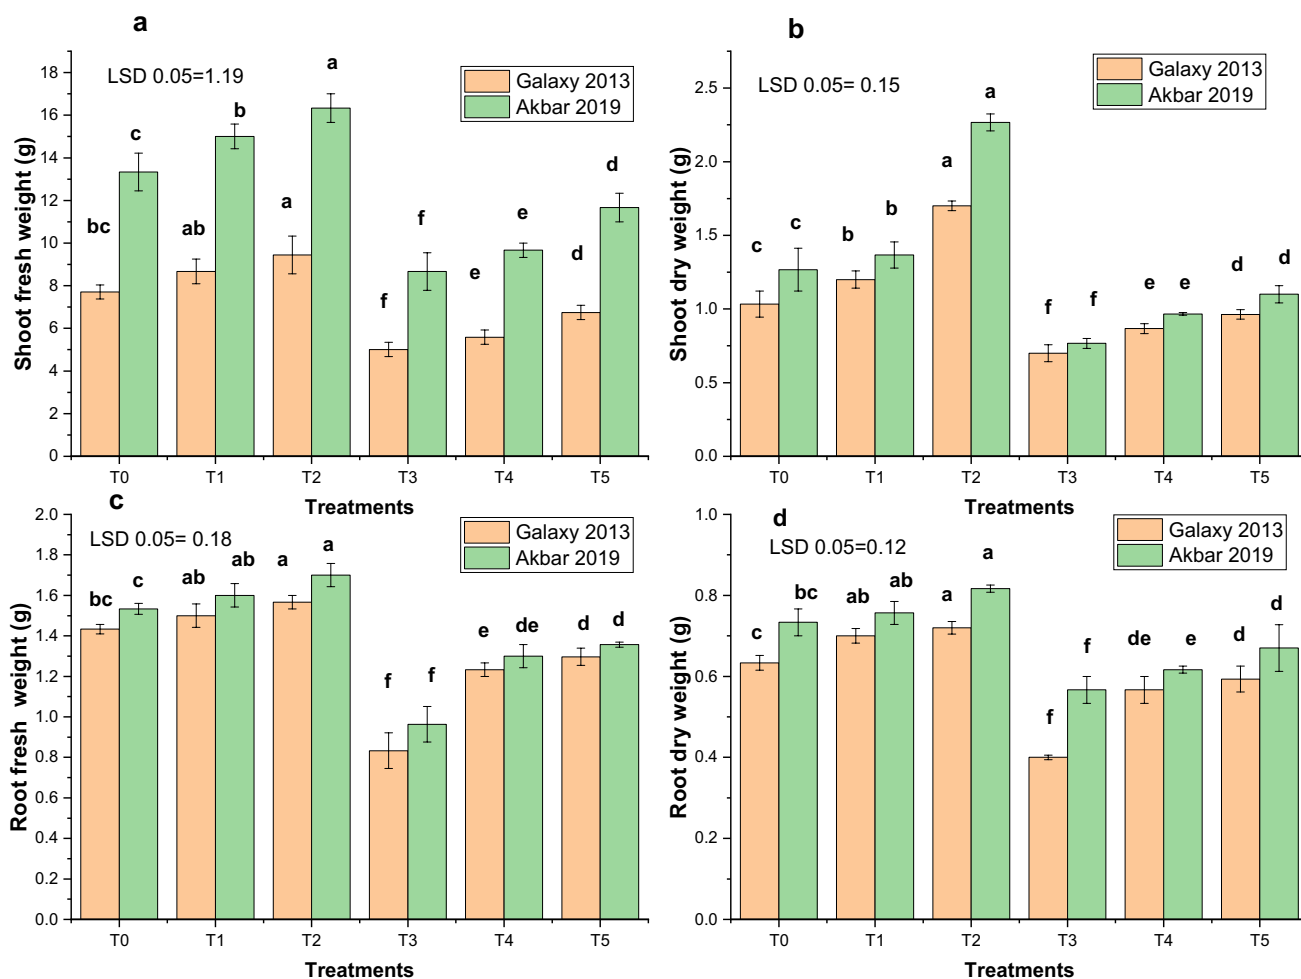 a
LSD 0.05=1.19
Galaxy 2013
Akbar 2019
Shoot fresh weight (g)
18
16
14
12
10
8
6
4
2
0
bc
c
ab
b
a
a
f
f
e
e
d
d
T0 T1 T2 T3 T4 T5
Treatments
b
LSD 0.05= 0.15
Galaxy 2013
Akbar 2019
Shoot dry weight (g)
2.5
2.0
1.5
1.0
0.5
0.0
c
c
b
b
a
a
f
f
e
e
d
d
T0 T1 T2 T3 T4 T5
Treatments
c
LSD 0.05= 0.18
Galaxy 2013
Akbar 2019
Root fresh weight (g)
2.0
1.8
1.6
1.4
1.2
1.0
0.8
0.6
0.4
0.2
0.0
bc
c
ab
ab
a
a
f
f
e
de
d
d
T0 T1 T2 T3 T4 T5
Treatments
d
LSD 0.05=0.12
Galaxy 2013
Akbar 2019
Root dry weight (g)
1.0
0.8
0.6
0.4
0.2
0.0
c
bc
ab
ab
a
a
f
f
de
e
d
d
T0 T1 T2 T3 T4 T5
Treatments